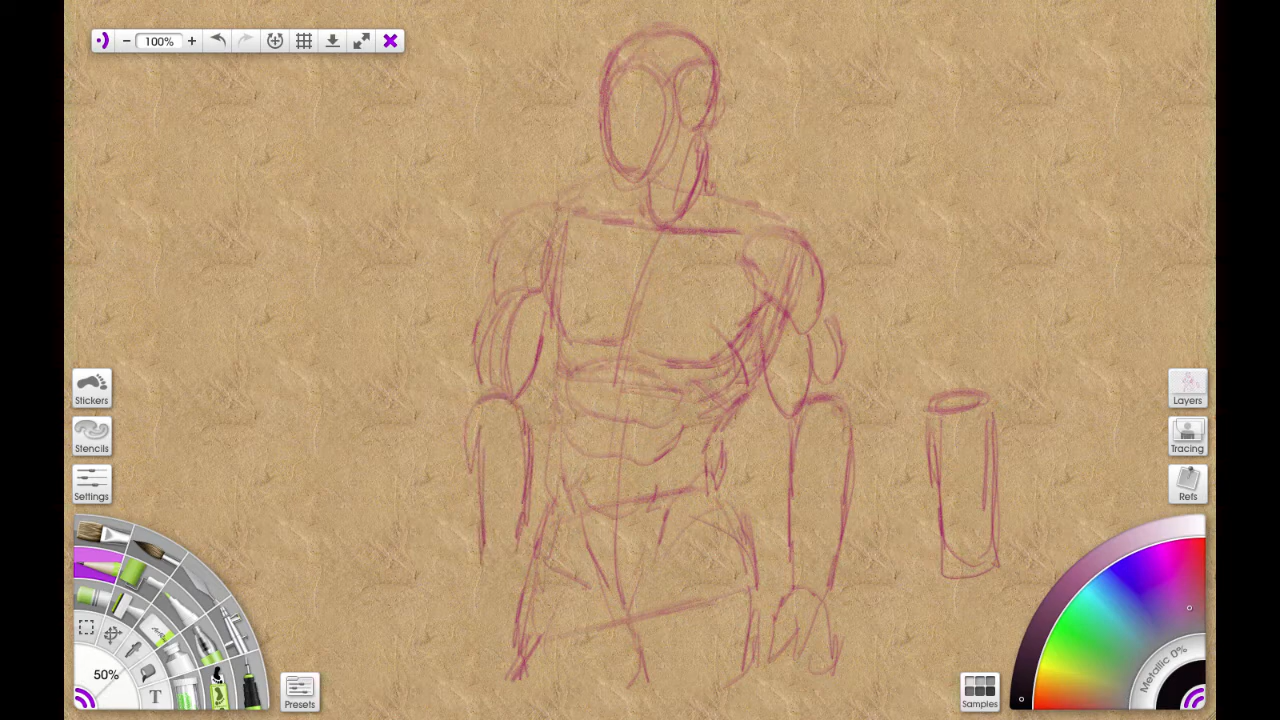 100%
Stickers
Stencils
Settings
50%
T
Presets
Layers
Tracing
Refs
Metallic 0%
Samples